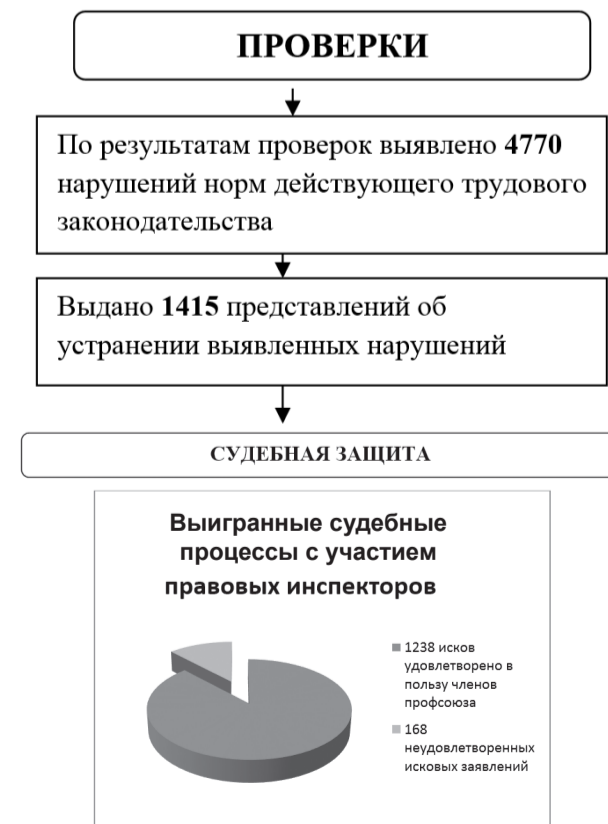 ПРОВЕРКИ
По результатам проверок выявлено 4770
нарушений норм действующего трудового
законодательства
Выдано 1415 представлений об
устранении выявленных нарушений
СУДЕБНАЯ ЗАЩИТА
Выигранные судебные
процессы с участием
правовых инспекторов
1238 исков
удовлетворено в
пользу членов
профсоюза
168
неудовлетворенных
исковых заявлений